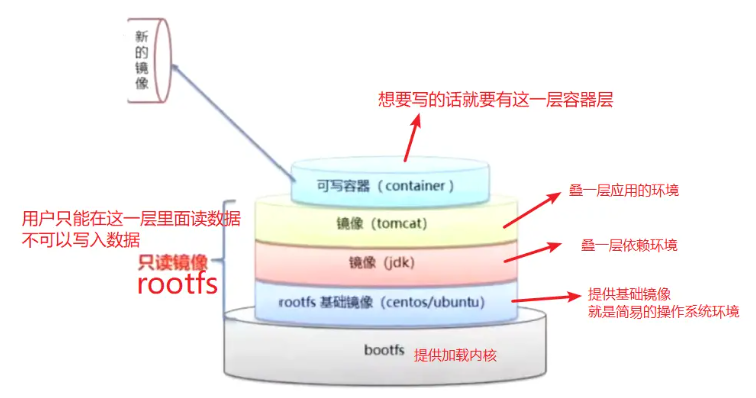 新的镜像
想要写的话就要有这一层容器层
可写容器（container）
用户只能在这一层里面读数据
不可以写入数据
只读镜像
rootfs
镜像（tomcat）
叠一层应用的环境
镜像（jdk）
叠一层依赖环境
rootfs 基础镜像（centos/ubuntu）
提供基础镜像
就是简易的操作系统环境
bootfs 提供加载内核